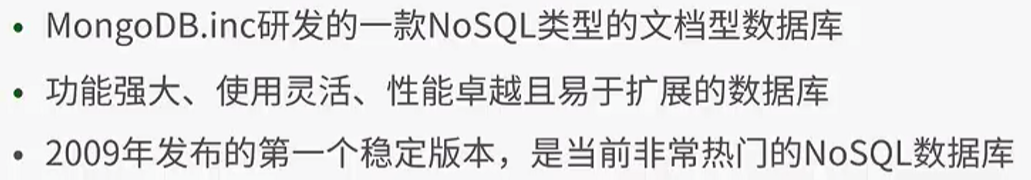 • MongoDB.inc研发的一款NoSQL类型的文档型数据库
• 功能强大、使用灵活、性能卓越且易于扩展的数据库
• 2009年发布的第一个稳定版本，是当前非常热门的NoSQL数据库